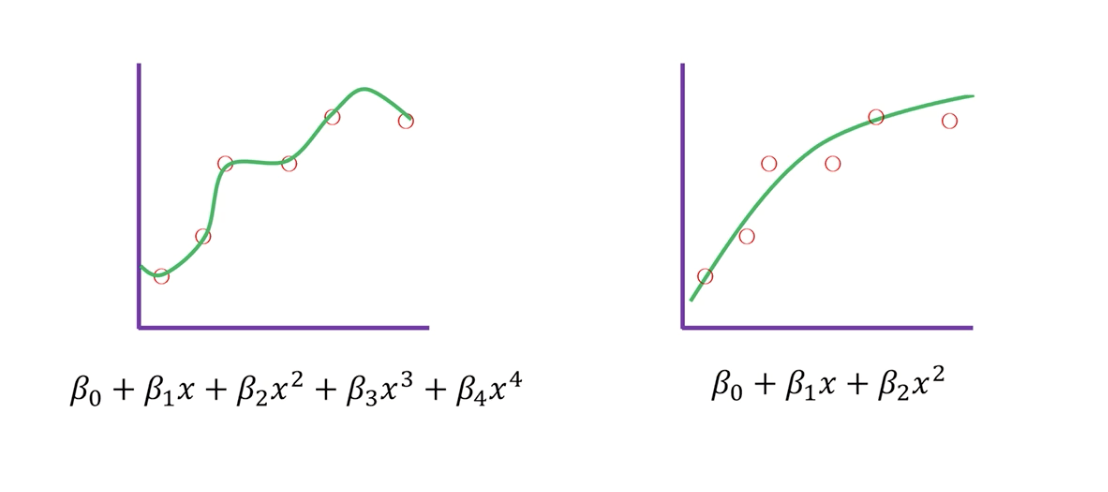 β₀ + β₁x + β₂x² + β₃x³ + β₄x⁴
β₀ + β₁x + β₂x²